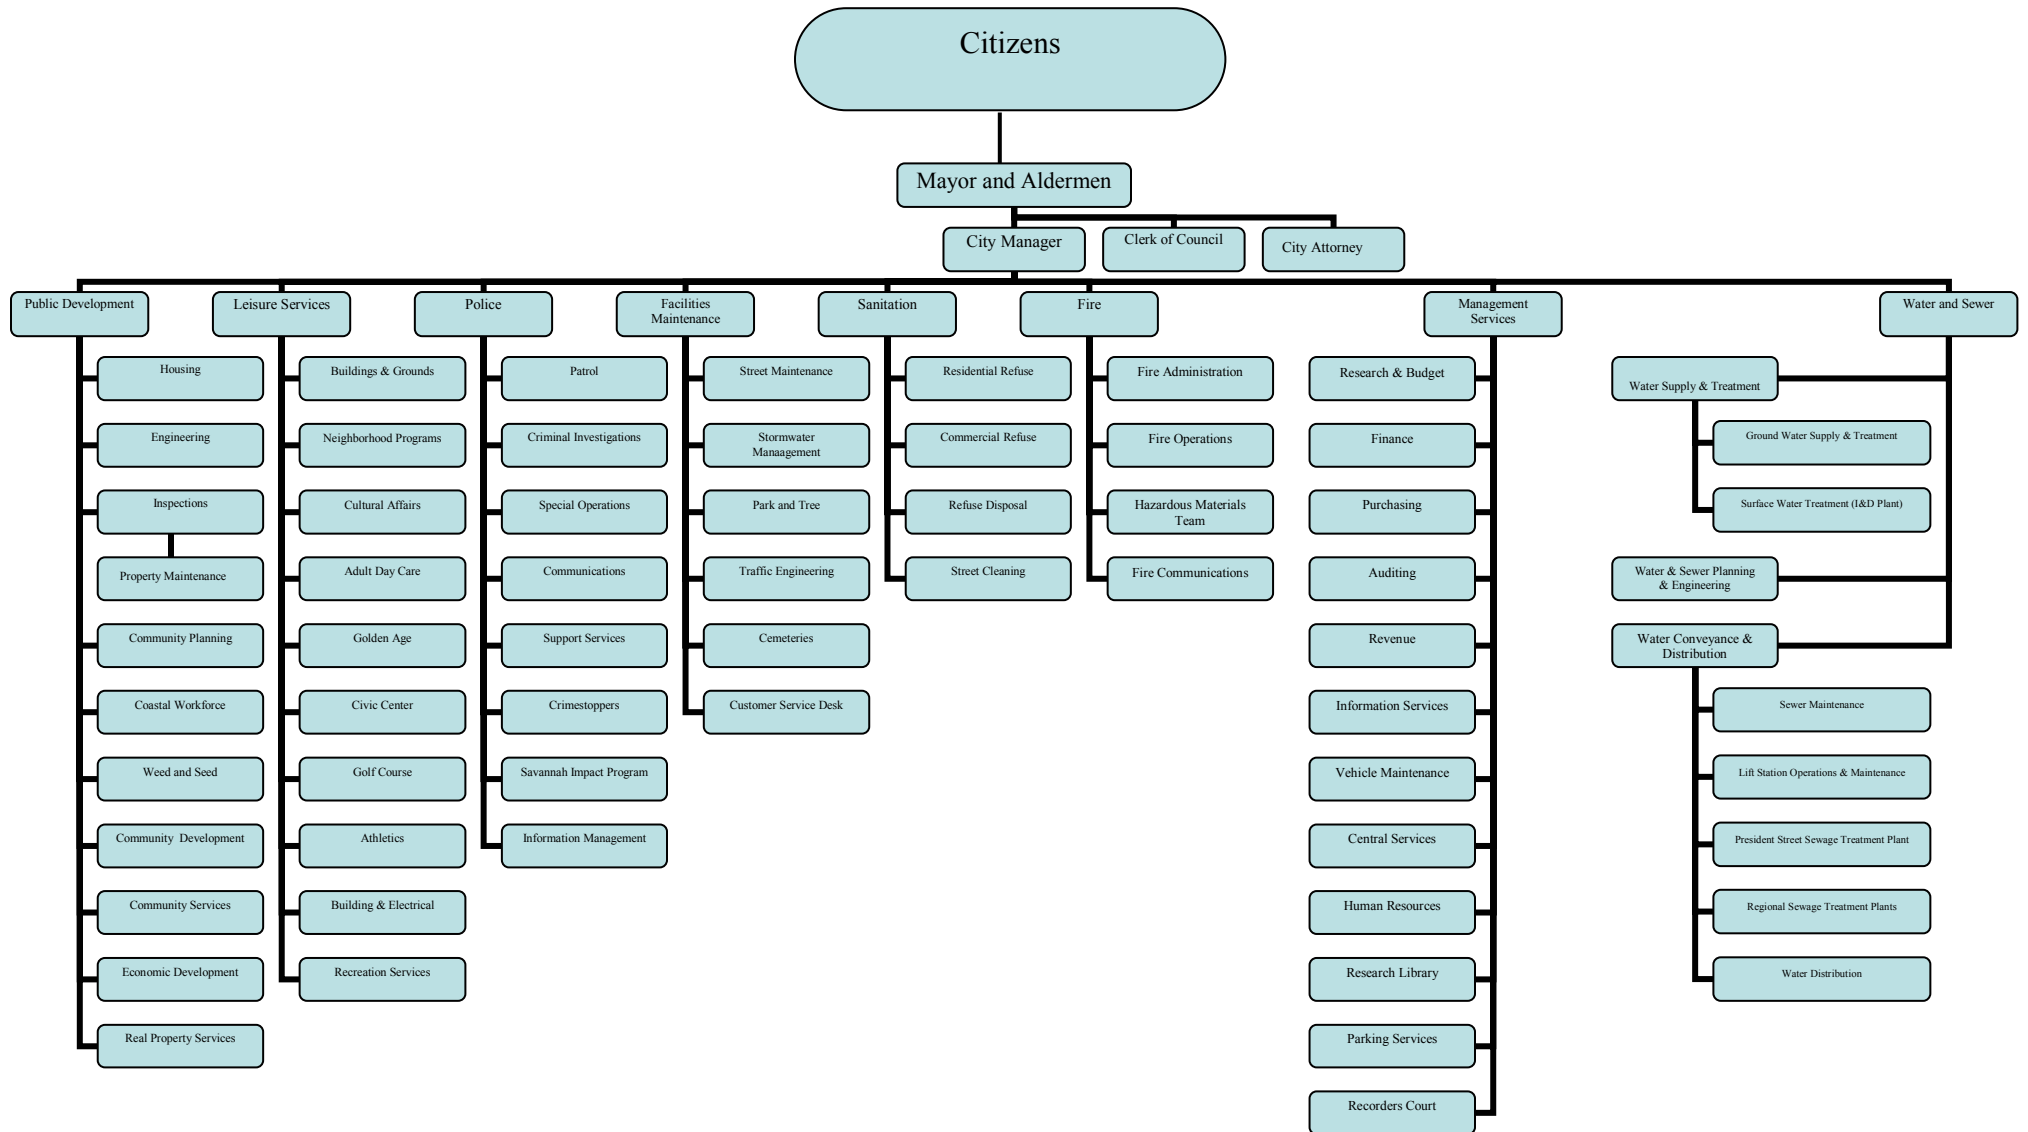 Citizens
Mayor and Aldermen
City Manager
Clerk of Council
City Attorney
Public Development
Leisure Services
Police
Facilities
Maintenance
Sanitation
Fire
Management
Services
Water and Sewer
Housing
Engineering
Inspections
Property Maintenance
Community Planning
Coastal Workforce
Weed and Seed
Community  Development
Community Services
Economic Development
Real Property Services
Buildings & Grounds
Neighborhood Programs
Cultural Affairs
Adult Day Care
Golden Age
Civic Center
Golf Course
Athletics
Building & Electrical
Recreation Services
Patrol
Criminal Investigations
Special Operations
Communications
Support Services
Crimestoppers
Savannah Impact Program
Information Management
Street Maintenance
Stormwater
Manaagement
Park and Tree
Traffic Engineering
Cemeteries
Customer Service Desk
Residential Refuse
Commercial Refuse
Refuse Disposal
Street Cleaning
Fire Administration
Fire Operations
Hazardous Materials
Team
Fire Communications
Research & Budget
Finance
Purchasing
Auditing
Revenue
Information Services
Vehicle Maintenance
Central Services
Human Resources
Research Library
Parking Services
Recorders Court
Water Supply & Treatment
Ground Water Supply & Treatment
Surface Water Treatment (I&D Plant)
Water & Sewer Planning
& Engineering
Water Conveyance &
Distribution
Sewer Maintenance
Lift Station Operations & Maintenance
President Street Sewage Treatment Plant
Regional Sewage Treatment Plants
Water Distribution